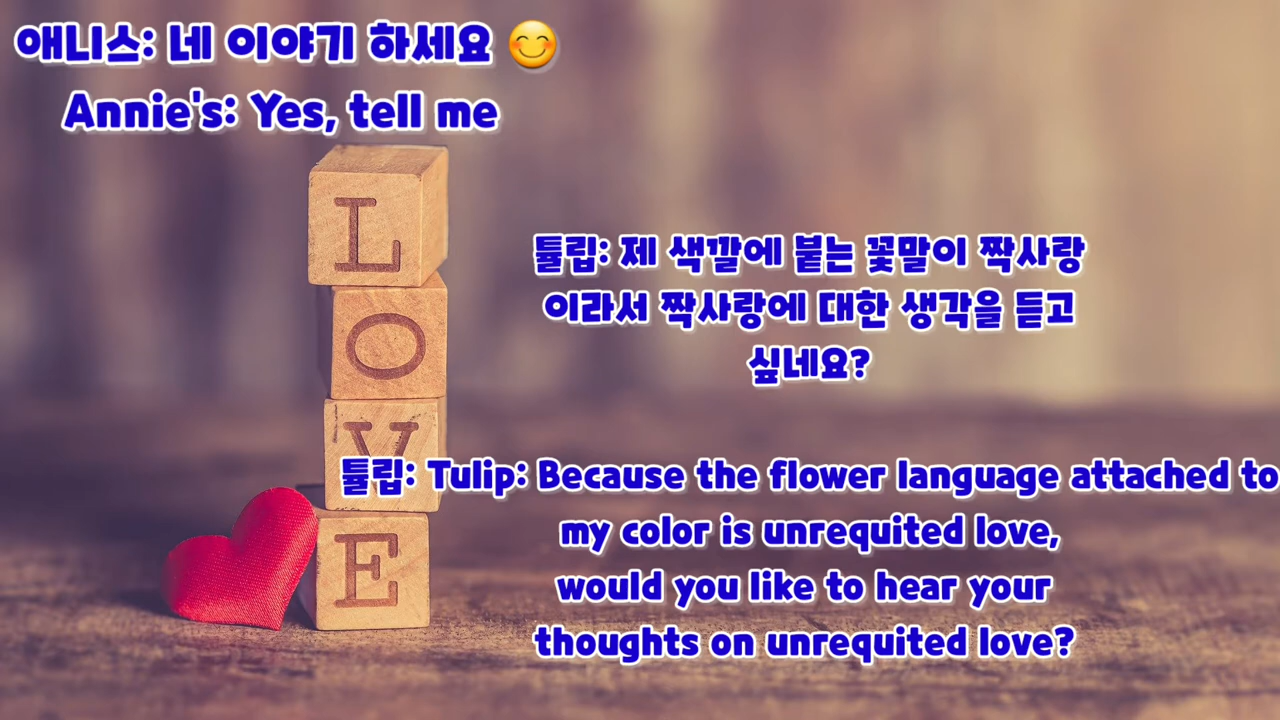 애니스: 네 이야기 하세요 😊
Annie's: Yes, tell me
L
O
V
E
튤립: 제 색깔에 붙는 꽃말이 짝사랑
이라서 짝사랑에 대한 생각을 듣고
싶네요?
튤립: Tulip: Because the flower language attached to
my color is unrequited love,
would you like to hear your
thoughts on unrequited love?